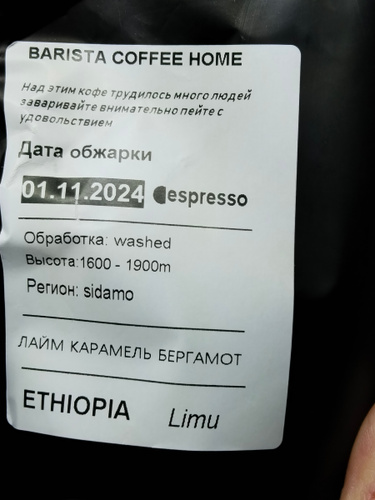 BARISTA COFFEE HOME
Над этим кофе трудилось много людей
заваривайте внимательно пейте с
удовольствием
Дата обжарки
01.11.2024 espresso
Обработка: washed
Высота:1600 - 1900m
Регион: sidamo
ЛАЙМ КАРАМЕЛЬ БЕРГАМОТ
ETHIOPIA Limu